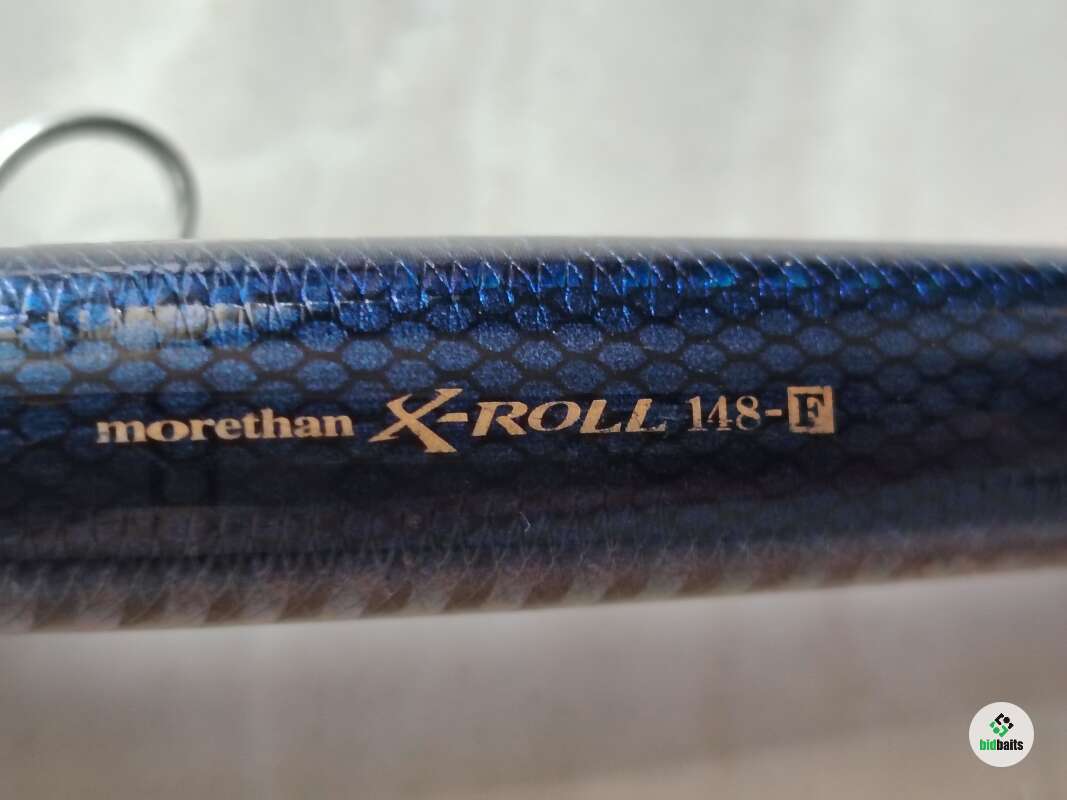 morethan X-ROLL 148-F
bidbaits